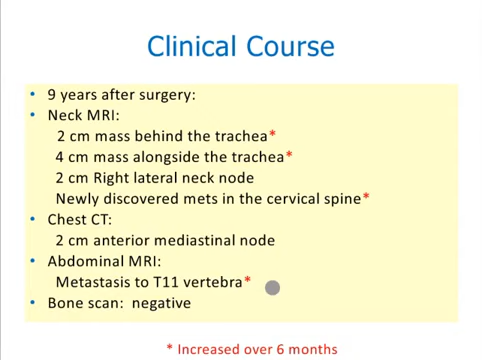 Clinical Course
• 9 years after surgery:
• Neck MRI:
2 cm mass behind the trachea*
4 cm mass alongside the trachea*
2 cm Right lateral neck node
Newly discovered mets in the cervical spine*
• Chest CT:
2 cm anterior mediastinal node
• Abdominal MRI:
Metastasis to T11 vertebra*
• Bone scan: negative
* Increased over 6 months